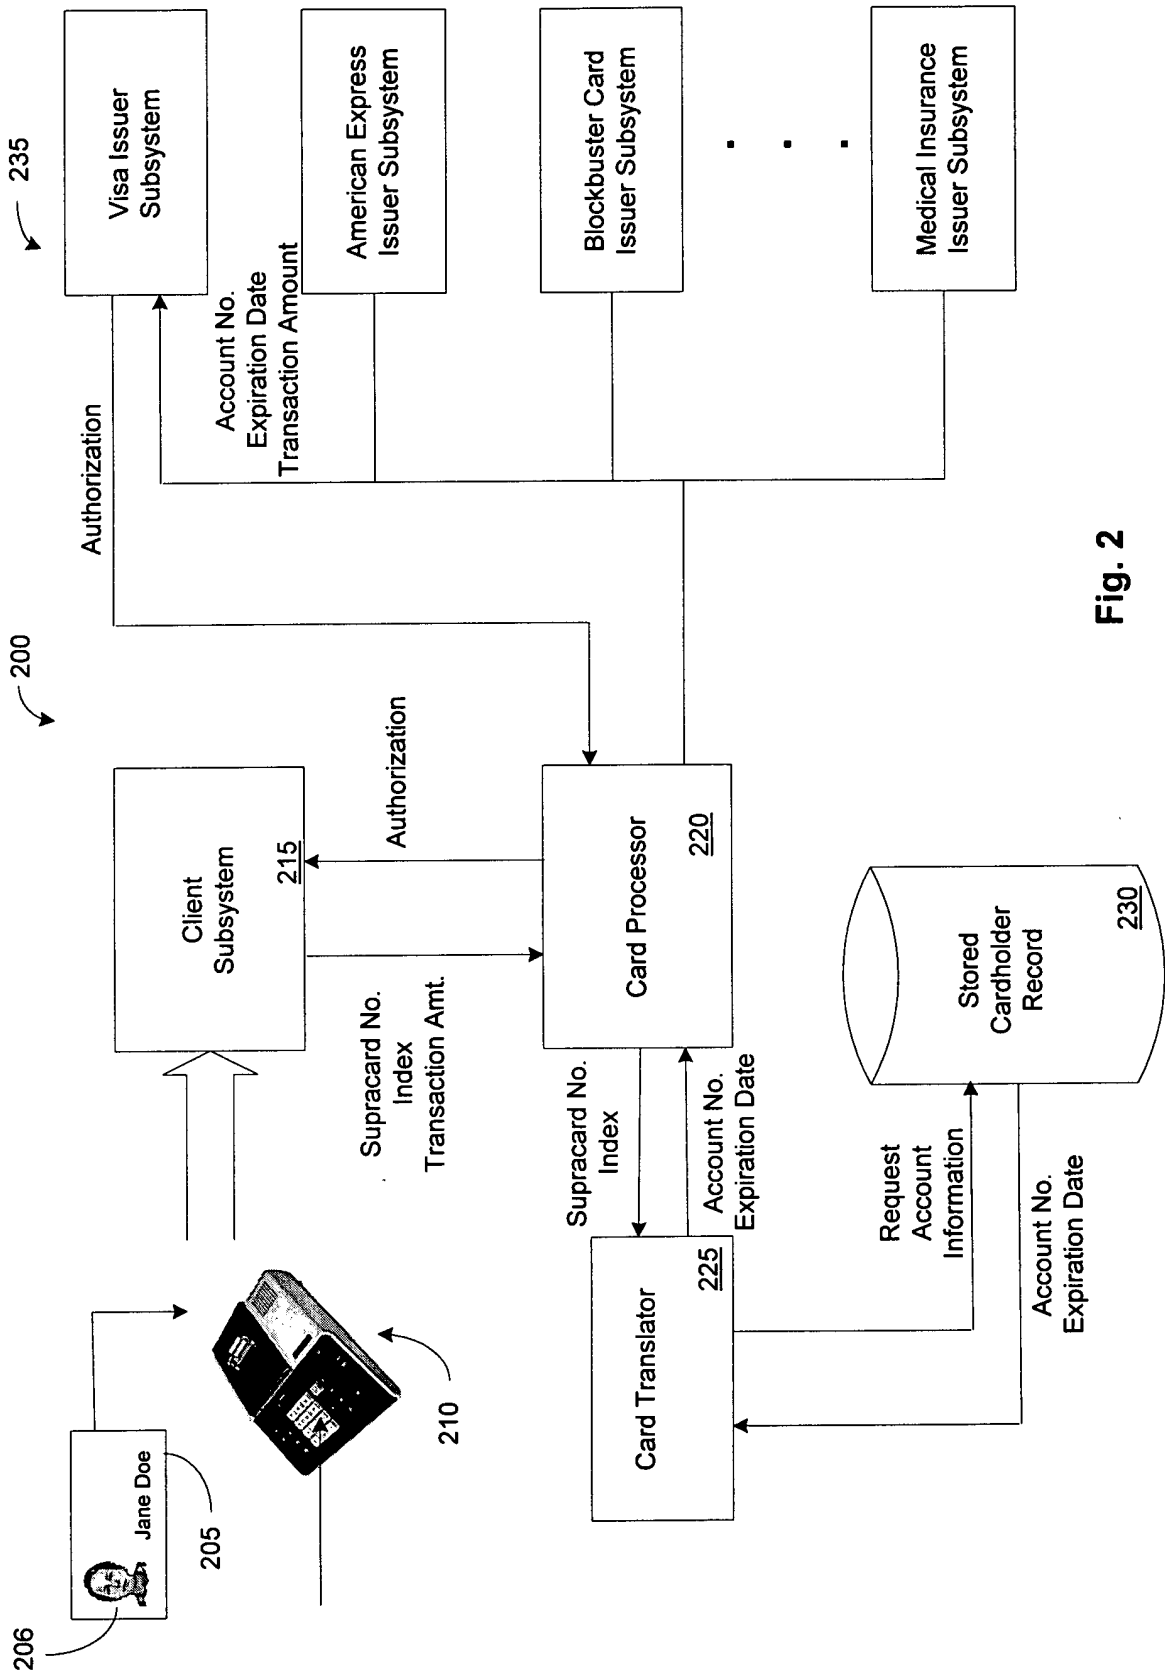 206
Jane Doe
205
210
Client
Subsystem
215
200
Authorization
235
Visa Issuer
Subsystem
Account No.
Expiration Date
Transaction Amount
American Express
Issuer Subsystem
Supracard No.
Index
Transaction Amt.
Authorization
Card Processor
220
Blockbuster Card
Issuer Subsystem
Supracard No.
Index
Account No.
Expiration Date
Card Translator
225
Request
Account
Information
Account No.
Expiration Date
Stored
Cardholder
Record
230
Medical Insurance
Issuer Subsystem
Fig. 2